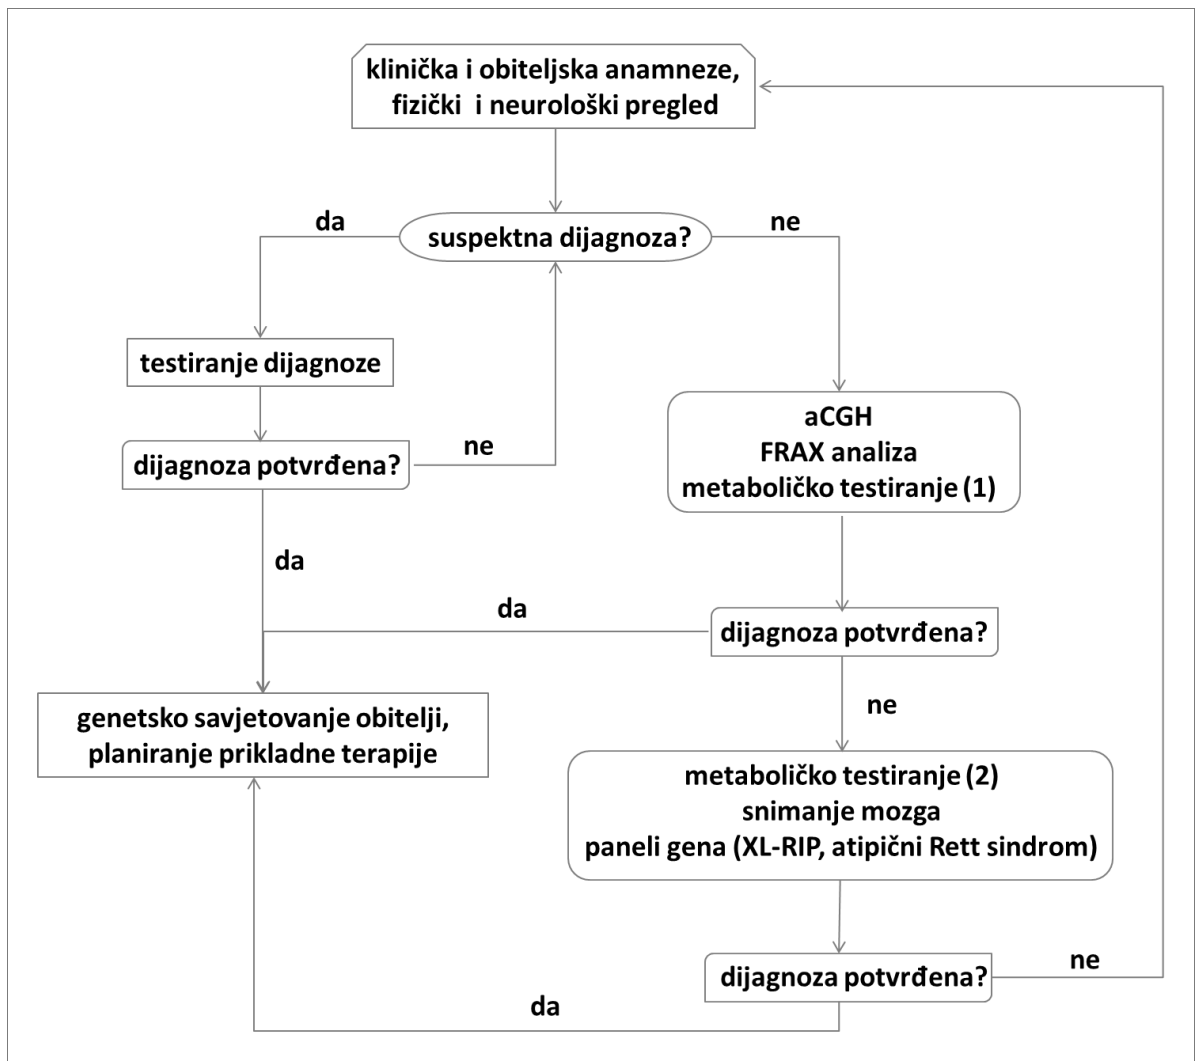 klinička i obiteljska anamneze,
fizički i neurološki pregled
da
suspektna dijagnoza?
ne
testiranje dijagnoze
dijagnoza potvrđena?
ne
aCGH
FRAX analiza
metaboličko testiranje (1)
da
da
dijagnoza potvrđena?
ne
genetsko savjetovanje obitelji,
planiranje prikladne terapije
metaboličko testiranje (2)
snimanje mozga
paneli gena (XL-RIP, atipični Rett sindrom)
dijagnoza potvrđena?
ne
da